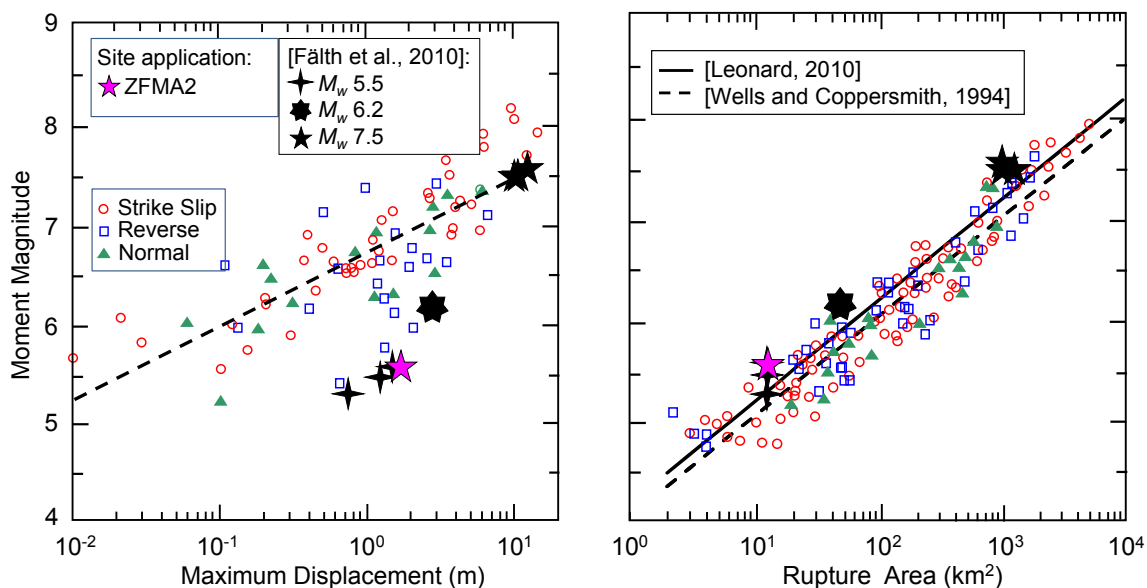 Site application:
ZFMA2
[Fälth et al., 2010]:
Mw 5.5
Mw 6.2
Mw 7.5
Strike Slip
Reverse
Normal
Moment Magnitude
9
8
7
6
5
4
10-2
10-1
100
101
Maximum Displacement (m)
[Leonard, 2010]
[Wells and Coppersmith, 1994]
100
101
102
103
104
Rupture Area (km2)